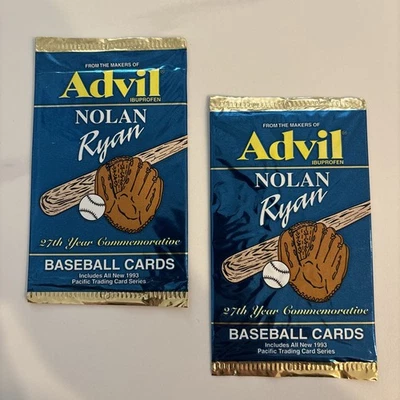 FROM THE MAKERS OF
Advil
IBUPROFEN
NOLAN
Ryan
27th Year Commemorative
BASEBALL CARDS
Includes All New 1993
Pacific Trading Card Series
FROM THE MAKERS OF
Advil
IBUPROFEN
NOLAN
Ryan
27th Year Commemorative
BASEBALL CARDS
Includes All New 1993
Pacific Trading Card Series